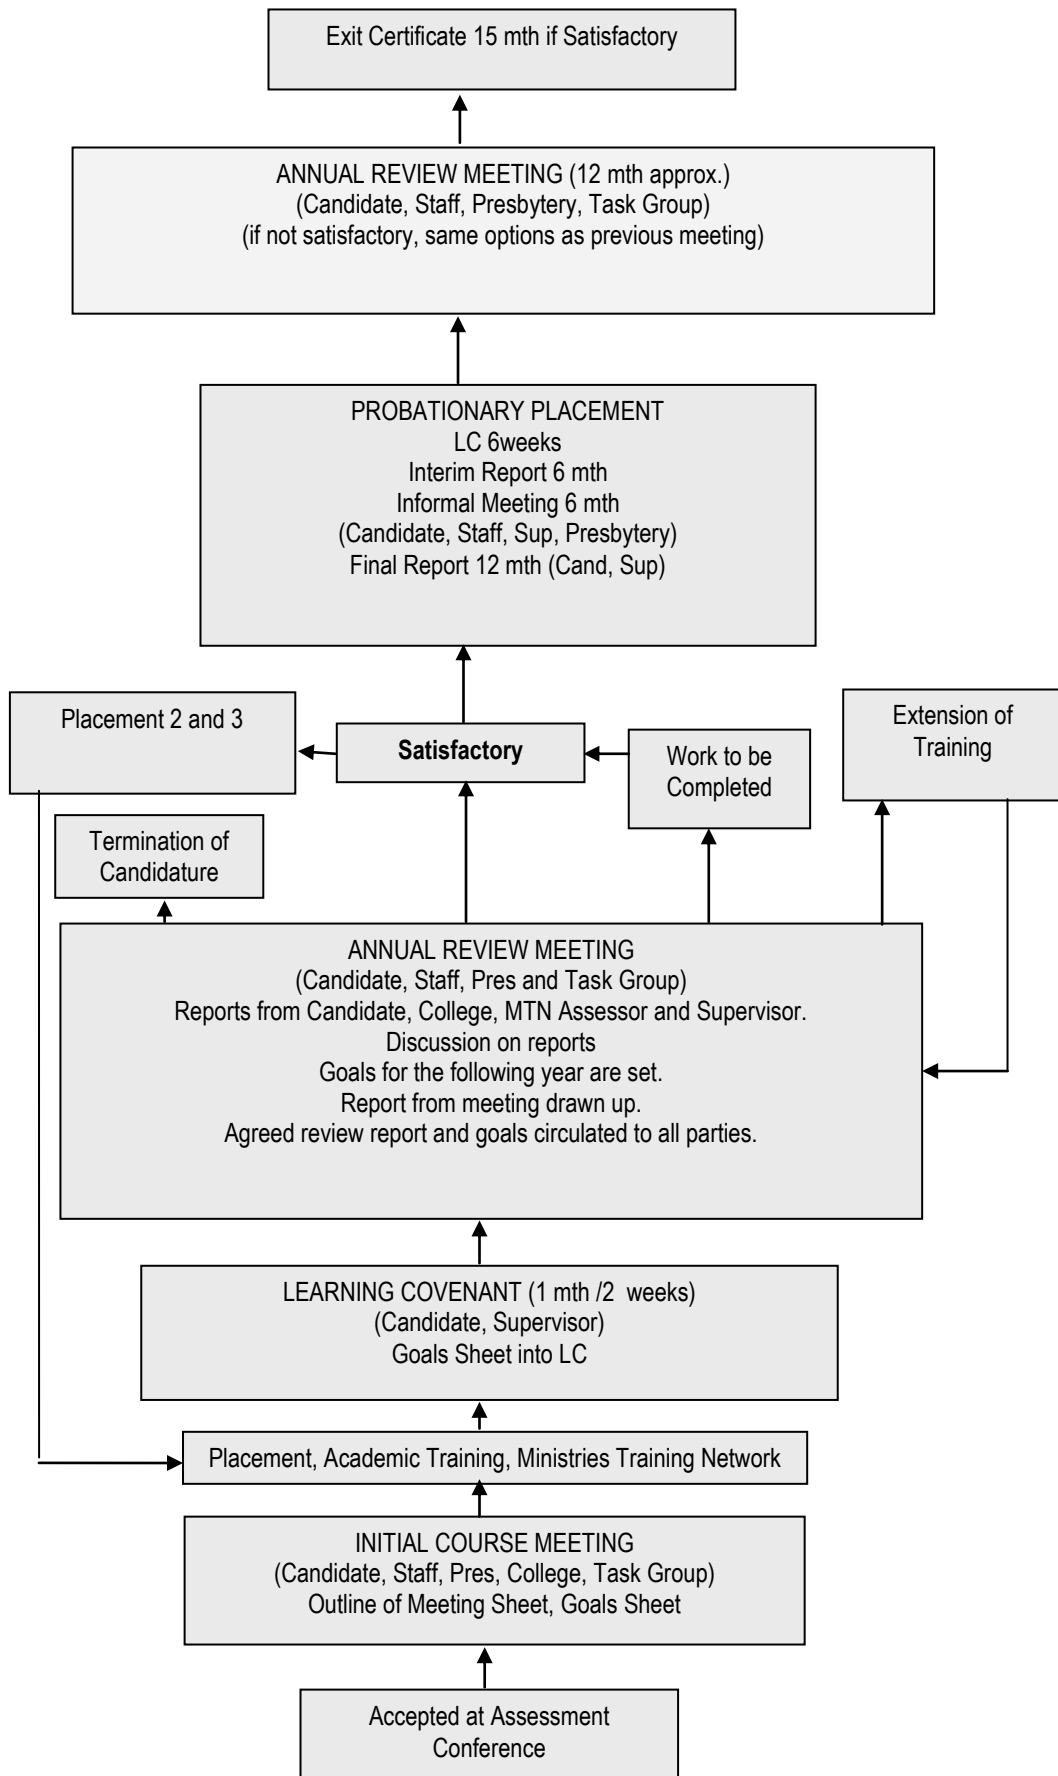 Exit Certificate 15 mth if Satisfactory
ANNUAL REVIEW MEETING (12 mth approx.)
(Candidate, Staff, Presbytery, Task Group)
(if not satisfactory, same options as previous meeting)
PROBATIONARY PLACEMENT
LC 6weeks
Interim Report 6 mth
Informal Meeting 6 mth
(Candidate, Staff, Sup, Presbytery)
Final Report 12 mth (Cand, Sup)
Placement 2 and 3
Satisfactory
Work to be
Completed
Extension of
Training
Termination of
Candidature
ANNUAL REVIEW MEETING
(Candidate, Staff, Pres and Task Group)
Reports from Candidate, College, MTN Assessor and Supervisor.
Discussion on reports
Goals for the following year are set.
Report from meeting drawn up.
Agreed review report and goals circulated to all parties.
LEARNING COVENANT (1 mth /2 weeks)
(Candidate, Supervisor)
Goals Sheet into LC
Placement, Academic Training, Ministries Training Network
INITIAL COURSE MEETING
(Candidate, Staff, Pres, College, Task Group)
Outline of Meeting Sheet, Goals Sheet
Accepted at Assessment
Conference